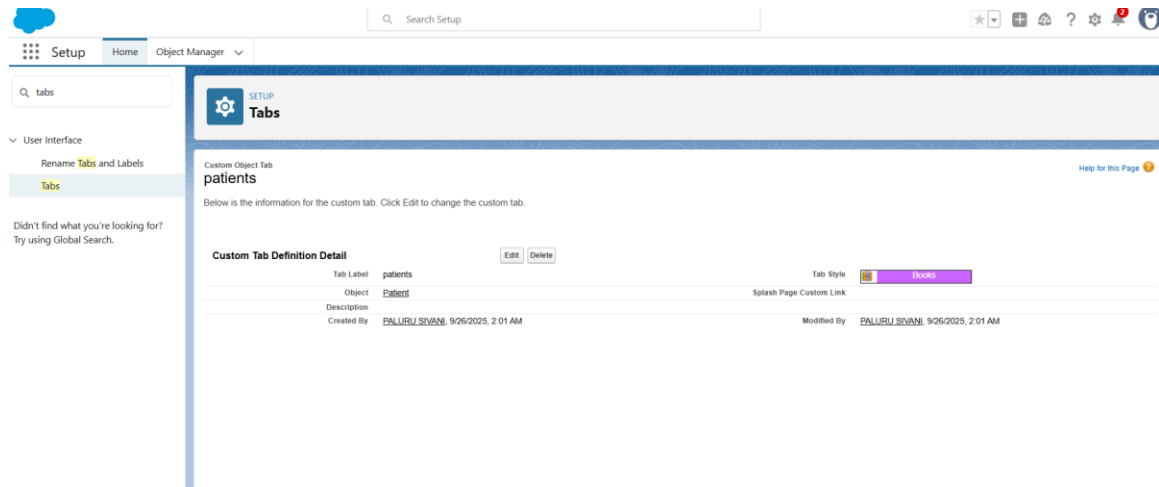 Search Setup
2
Setup Home Object Manager
tabs
User Interface
Rename Tabs and Labels
Tabs
Didn't find what you're looking for?
Try using Global Search.
SETUP
Tabs
Custom Object Tab
patients
Help for this Page ?
Below is the information for the custom tab. Click Edit to change the custom tab.
Custom Tab Definition Detail Edit Delete
Tab Label patients Tab Style Books
Object Patient Splash Page Custom Link
Description
Created By PALURU SIVANI, 9/26/2025, 2:01 AM Modified By PALURU SIVANI, 9/26/2025, 2:01 AM